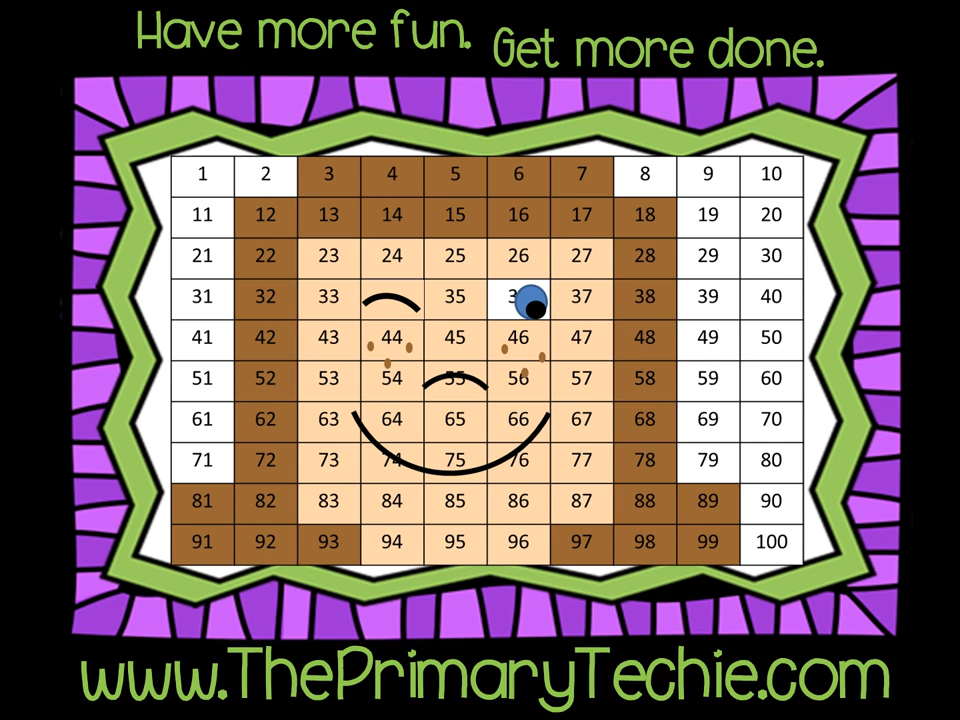 Have more fun. Get more done.
1 2 3 4 5 6 7 8 9 10
11 12 13 14 15 16 17 18 19 20
21 22 23 24 25 26 27 28 29 30
31 32 33 35 37 38 39 40
41 42 43 44 45 46 47 48 49 50
51 52 53 54 55 56 57 58 59 60
61 62 63 64 65 66 67 68 69 70
71 72 73 74 75 76 77 78 79 80
81 82 83 84 85 86 87 88 89 90
91 92 93 94 95 96 97 98 99 100
www.ThePrimaryTechie.com